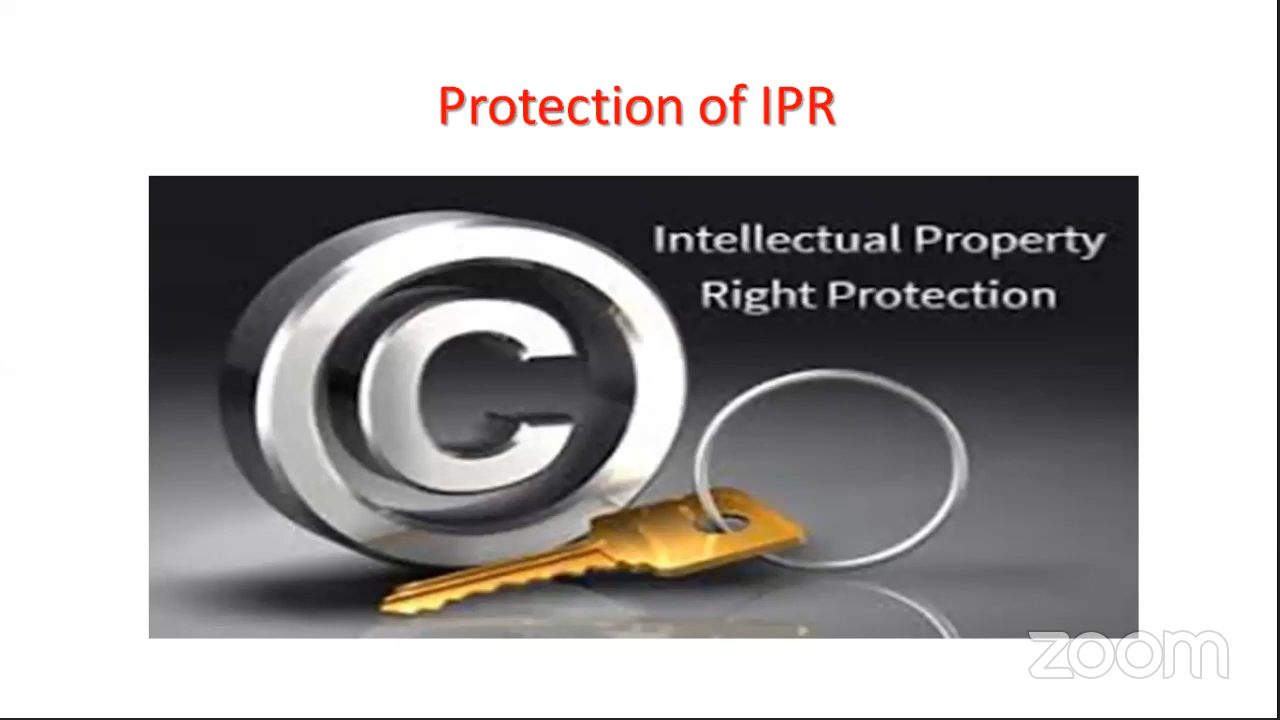 Protection of IPR
Intellectual Property
Right Protection
C
zoom